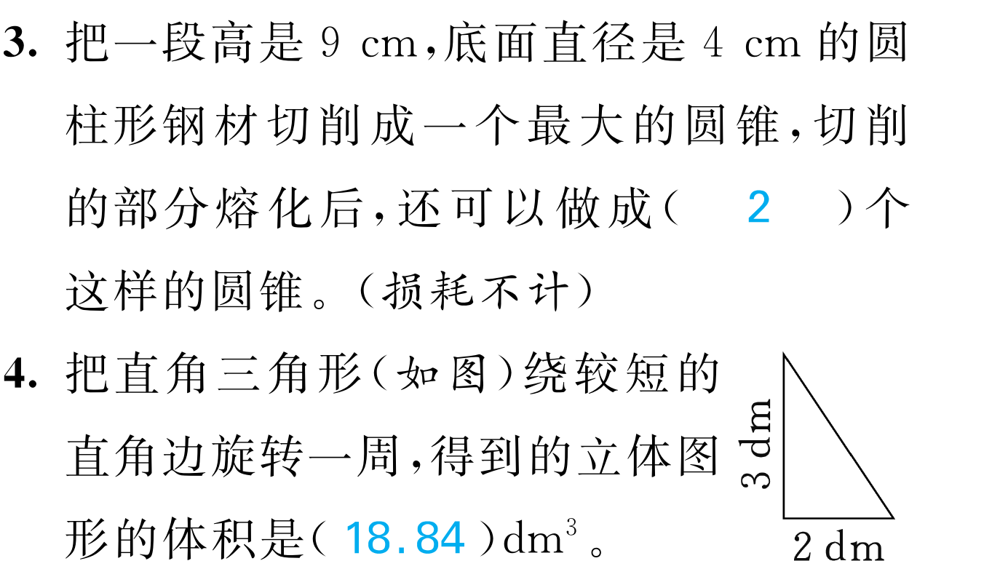 3. 把一段高是 9 cm,底面直径是 4 cm 的圆
柱形钢材切削成一个最大的圆锥,切削
的部分熔化后,还可以做成( 2 )个
这样的圆锥。(损耗不计)
4. 把直角三角形(如图)绕较短的
直角边旋转一周,得到的立体图
形的体积是( 18.84 )dm³。
3 dm
2 dm